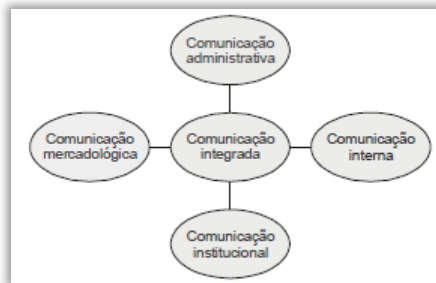 Comunicação
administrativa
Comunicação
mercadológica
Comunicação
integrada
Comunicação
interna
Comunicação
institucional